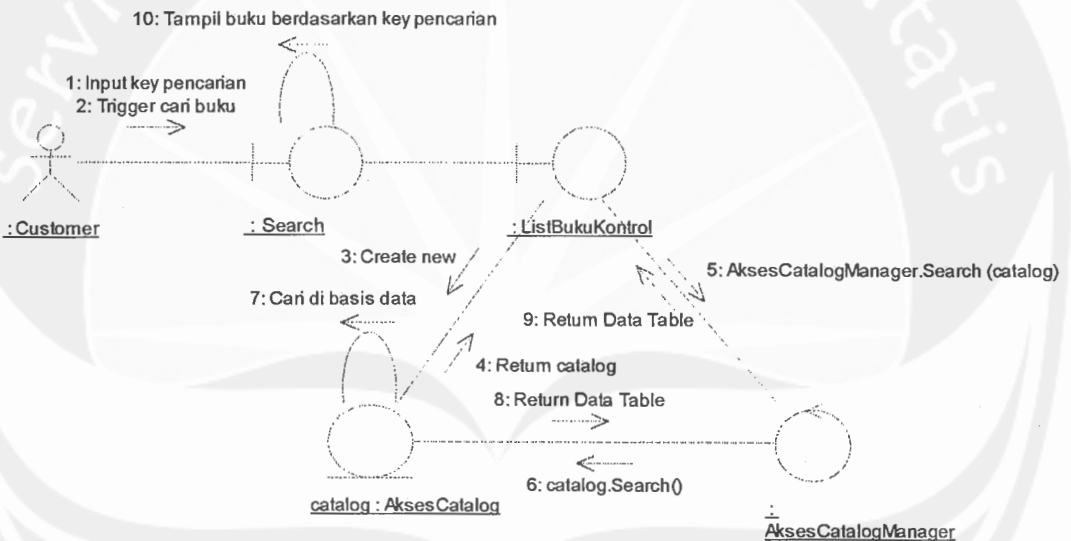 10: Tampil buku berdasarkan key pencarian
1: Input key pencarian
2: Trigger cari buku
: Customer
: Search
: ListBukuKontrol
3: Create new
5: AksesCatalogManager.Search (catalog)
7: Cari di basis data
9: Return Data Table
4: Return catalog
8: Return Data Table
6: catalog.Search()
catalog : AksesCatalog
:
AksesCatalogManager